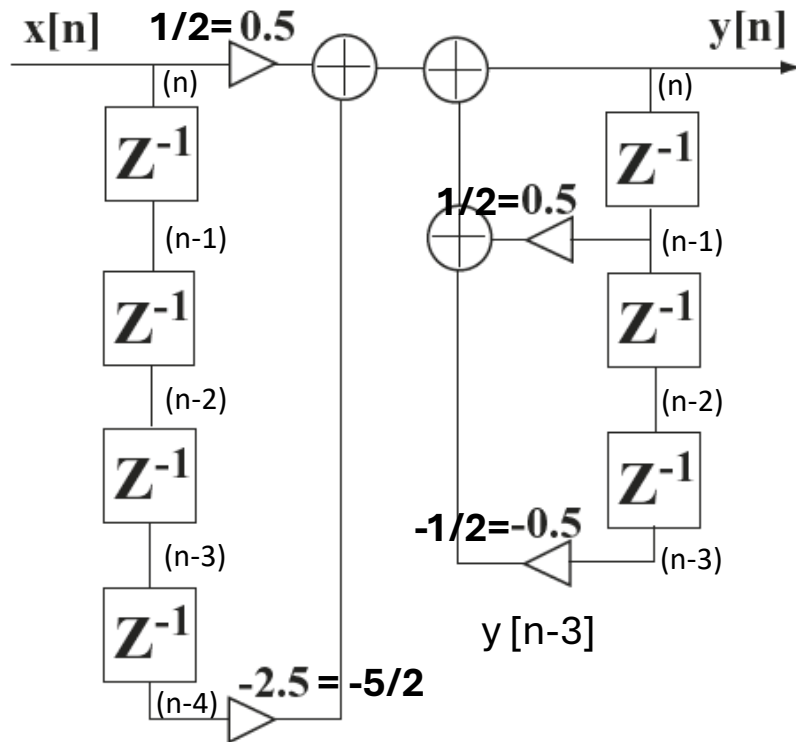 x[n] 1/2= 0.5 y[n]
(n) (n)
Z⁻¹ Z⁻¹
1/2=0.5
(n-1) (n-1)
Z⁻¹ Z⁻¹
(n-2) (n-2)
Z⁻¹ Z⁻¹
-1/2=-0.5
(n-3) (n-3)
Z⁻¹
y [n-3]
-2.5 = -5/2
(n-4)